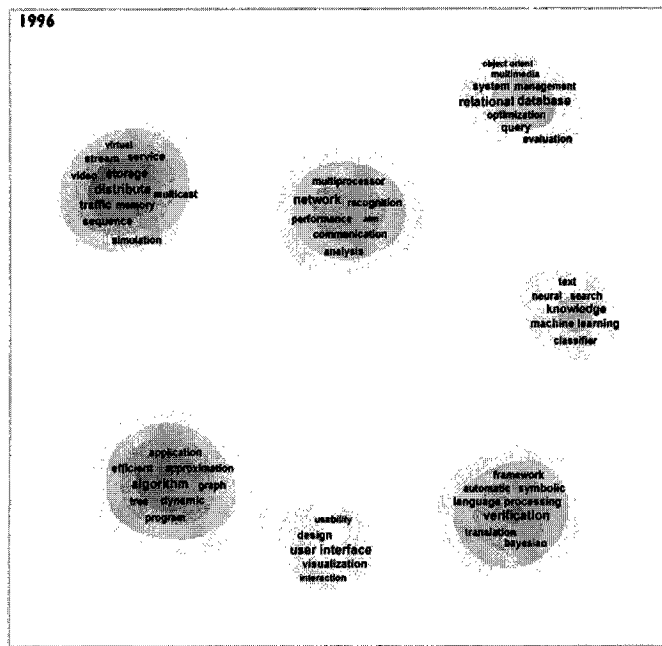 1996
object orient
multimedia
system management
relational database
optimization
query
evaluation
virtual
stream service
video storage
distribute
multicast
traffic memory
sequence
simulation
multiprocessor
network recognition
performance
communication
analysis
text
neural search
knowledge
machine learning
classifier
application
efficient approximation
algorithm graph
tree dynamic
program
usability
design
user interface
visualization
interaction
framework
automatic symbolic
language processing
verification
translation
bayesian